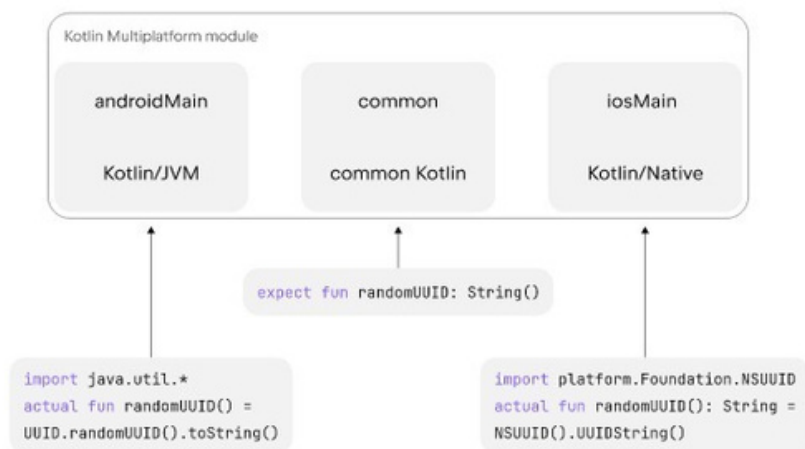 Kotlin Multiplatform module
androidMain
common
iosMain
Kotlin/JVM
common Kotlin
Kotlin/Native
expect fun randomUUID: String()
import java.util.*
actual fun randomUUID() =
UUID.randomUUID().toString()
import platform.Foundation.NSUUID
actual fun randomUUID(): String =
NSUUID().UUIDString()